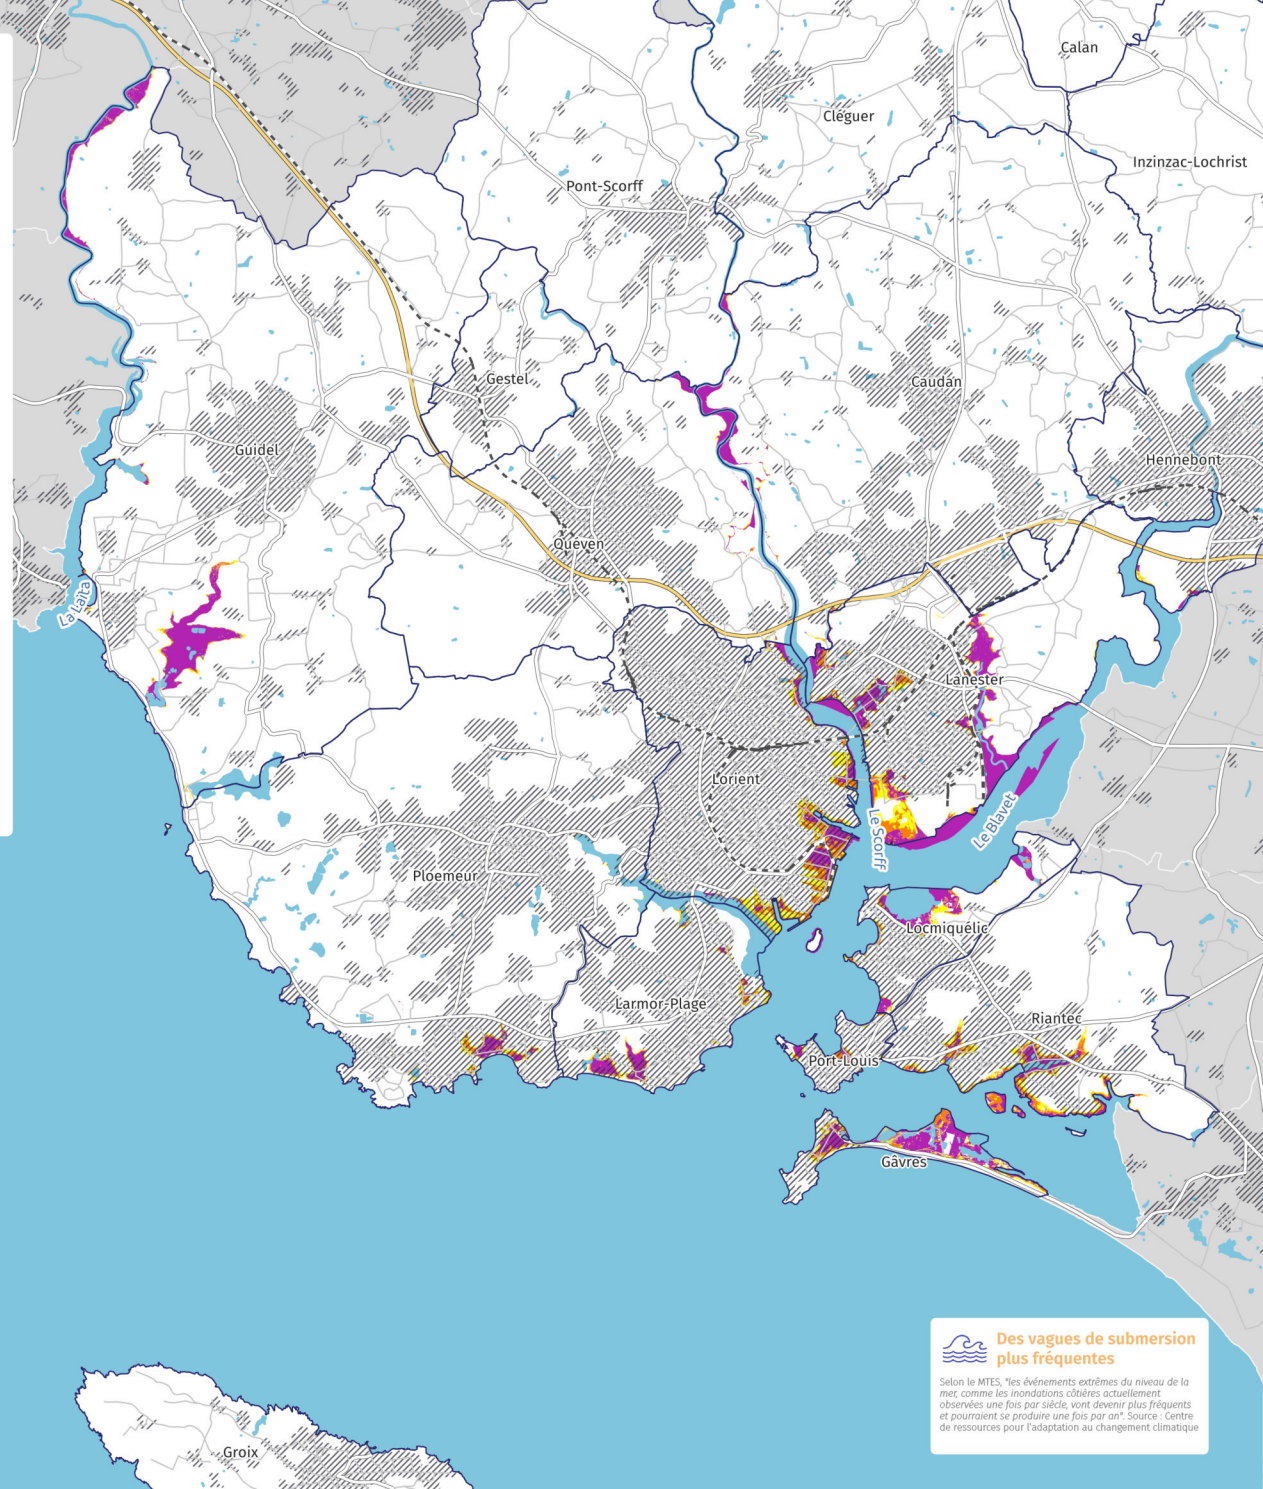 Calan
Cléguer
Inzinzac-Lochrist
Pont-Scorff
Gestel
Caudan
Guidel
Hennebont
Quéven
La Laïta
Lanester
Lorient
Le Scorff
Le Blavet
Ploemeur
Locmiquélic
Larmor-Plage
Riantec
Port-Louis
Gâvres
Des vagues de submersion
plus fréquentes
Selon le MTES, "les événements extrêmes du niveau de la
mer, comme les inondations côtières actuellement
observées une fois par siècle, vont devenir plus fréquents
et pourraient se produire une fois par an". Source : Centre
de ressources pour l'adaptation au changement climatique
Groix